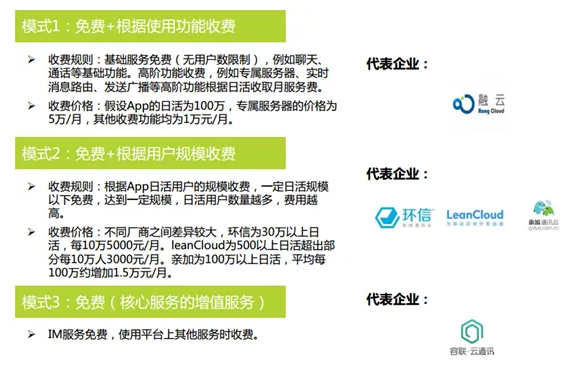 模式1：免费+根据使用功能收费
➢ 收费规则：基础服务免费（无用户数限制），例如聊天、
通话等基础功能。高阶功能收费，例如专属服务器、实时
消息路由、发送广播等高阶功能根据日活收取月服务费。
➢ 收费价格：假设App的日活为100万，专属服务器的价格为
5万/月，其他收费功能均为1万元/月。
代表企业：
融云
Rong Cloud
模式2：免费+根据用户规模收费
➢ 收费规则：根据App日活用户的规模收费，一定日活规模
以下免费，达到一定规模，日活用户数量越多，费用越
高。
➢ 收费价格：不同厂商之间差异较大，环信为30万以上日
活，每10万5000元/月。leanCloud为500以上日活超出部
分每10万人3000元/月。亲加为100万以上日活，平均每
100万约增加1.5万元/月。
代表企业：
环信
即时通讯云
LeanCloud
为移动应用开发加速
亲加通讯云
gotye.com.cn
模式3：免费（核心服务的增值服务）
➢ IM服务免费，使用平台上其他服务时收费。
代表企业：
容联·云通讯